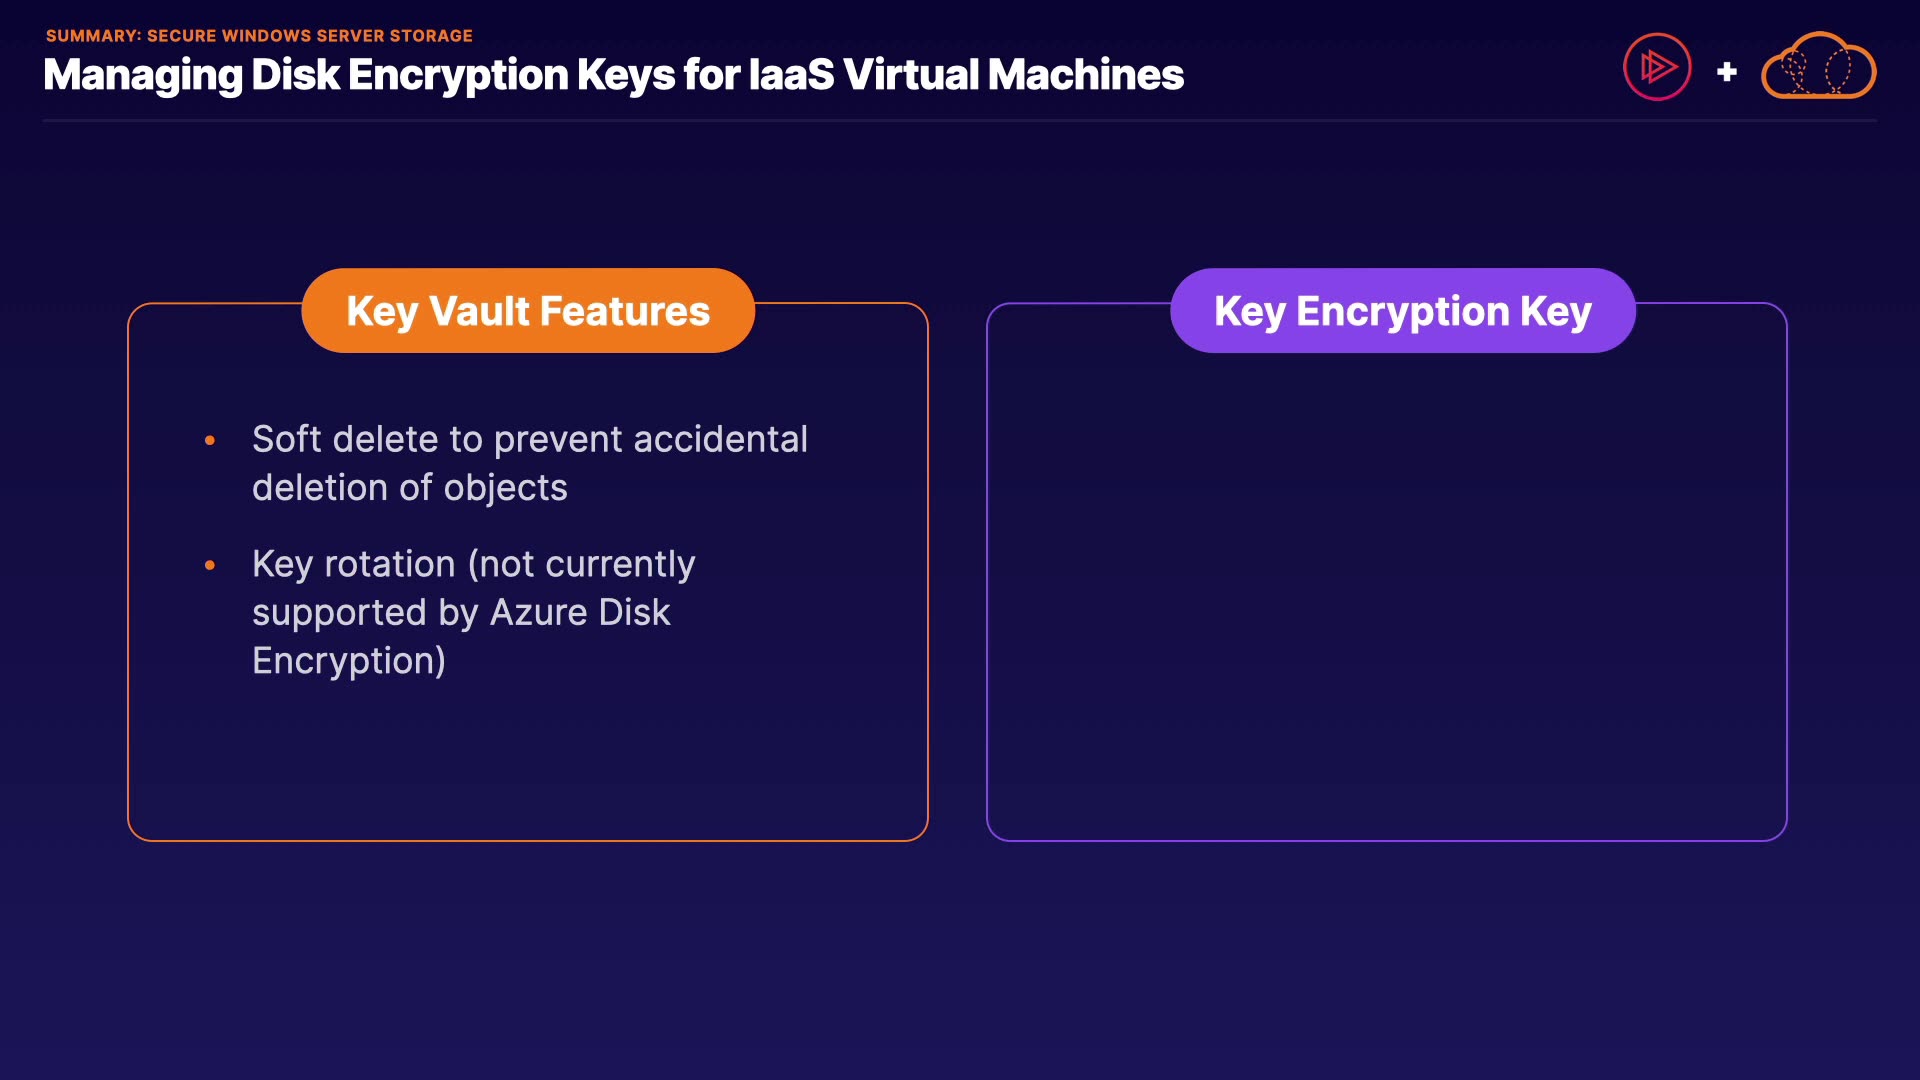 SUMMARY: SECURE WINDOWS SERVER STORAGE
Managing Disk Encryption Keys for IaaS Virtual Machines
+
Key Vault Features
• Soft delete to prevent accidental
deletion of objects
• Key rotation (not currently
supported by Azure Disk
Encryption)
Key Encryption Key